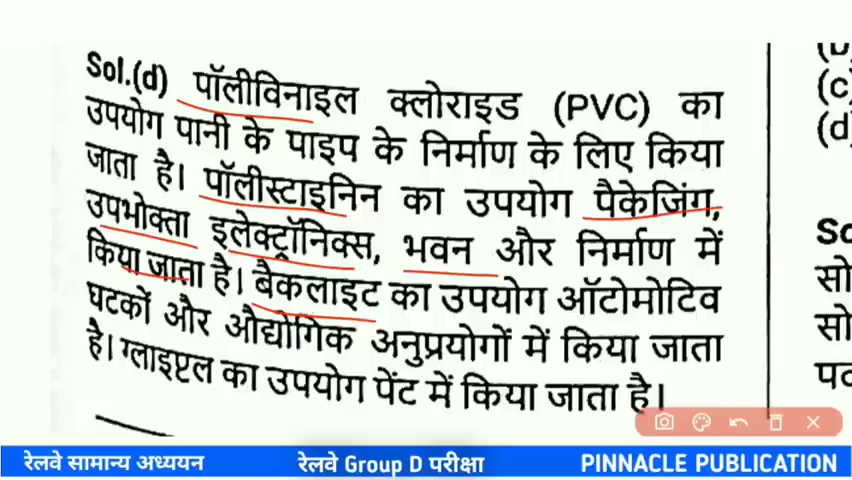 Sol.(d) पॉलीविनाइल क्लोराइड (PVC) का
उपयोग पानी के पाइप के निर्माण के लिए किया
जाता है। पॉलीस्टाइनिन का उपयोग पैकेजिंग,
उपभोक्ता इलेक्ट्रॉनिक्स, भवन और निर्माण में
किया जाता है। बैकलाइट का उपयोग ऑटोमोटिव
घटकों और औद्योगिक अनुप्रयोगों में किया जाता
है। ग्लाइप्टल का उपयोग पेंट में किया जाता है।
(c)
(d)
So
सो
सो
रेलवे सामान्य अध्ययन
रेलवे Group D परीक्षा
PINNACLE PUBLICATION